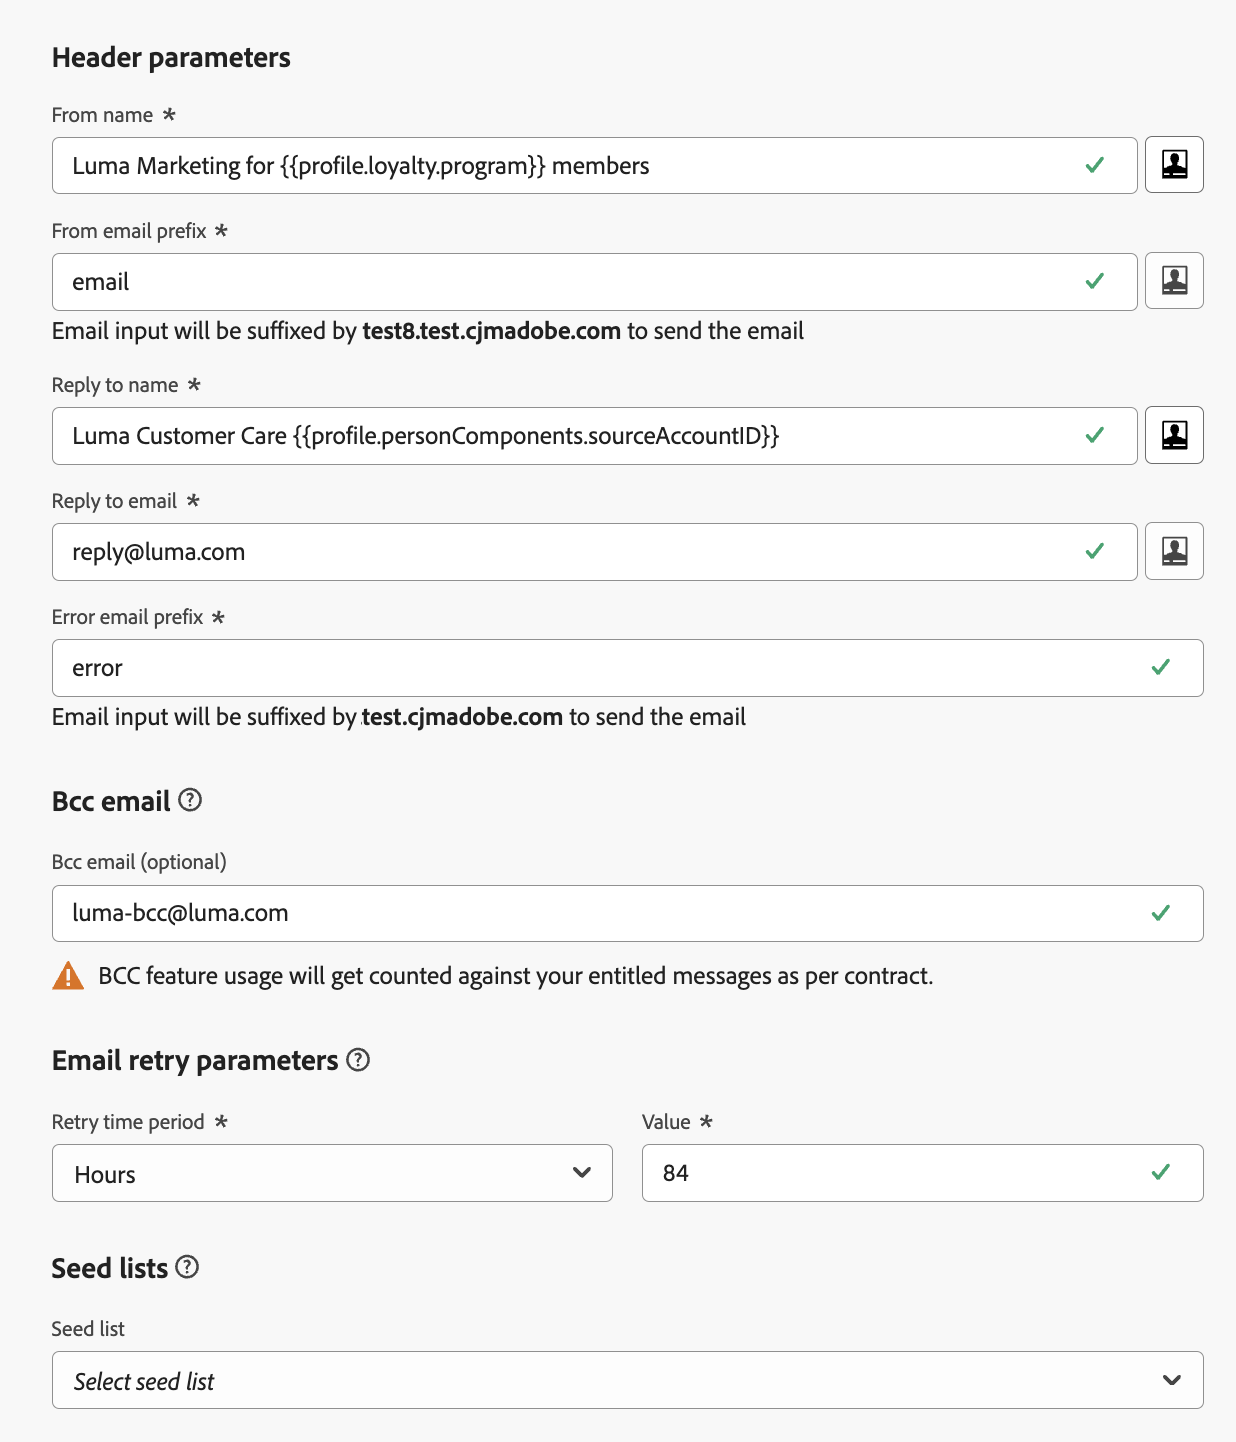 Header parameters
From name *
Luma Marketing for {{profile.loyalty.program}} members
From email prefix *
email
Email input will be suffixed by test8.test.cjmadobe.com to send the email
Reply to name *
Luma Customer Care {{profile.personComponents.sourceAccountID}}
Reply to email *
reply@luma.com
Error email prefix *
error
Email input will be suffixed by test.cjmadobe.com to send the email
Bcc email
Bcc email (optional)
luma-bcc@luma.com
BCC feature usage will get counted against your entitled messages as per contract.
Email retry parameters
Retry time period * Value *
Hours 84
Seed lists
Seed list
Select seed list